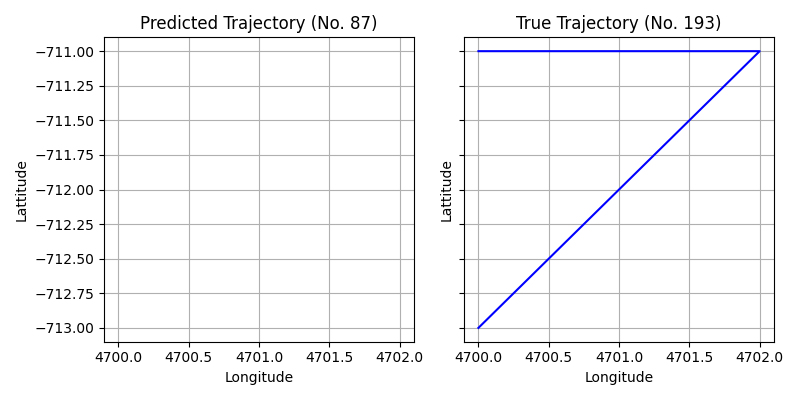 Predicted Trajectory (No. 87)
True Trajectory (No. 193)
Lattitude
−711.00
−711.25
−711.50
−711.75
−712.00
−712.25
−712.50
−712.75
−713.00
4700.0 4700.5 4701.0 4701.5 4702.0
Longitude
Lattitude
4700.0 4700.5 4701.0 4701.5 4702.0
Longitude